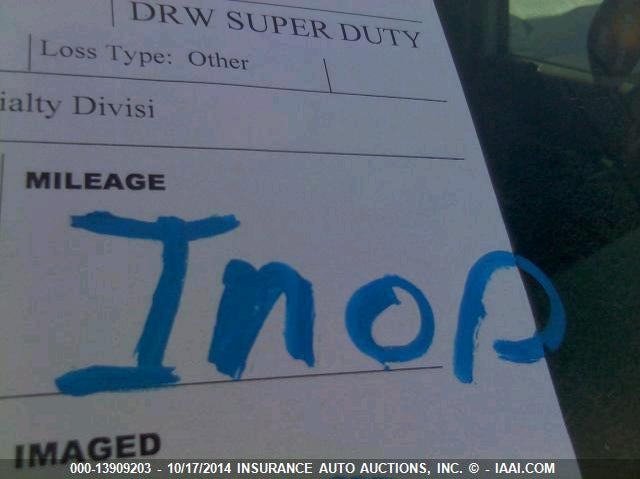 DRW SUPER DUTY
Loss Type: Other
ialty Divisi
MILEAGE
Inop
IMAGED
000-13909203 - 10/17/2014 INSURANCE AUTO AUCTIONS, INC. © - IAAI.COM